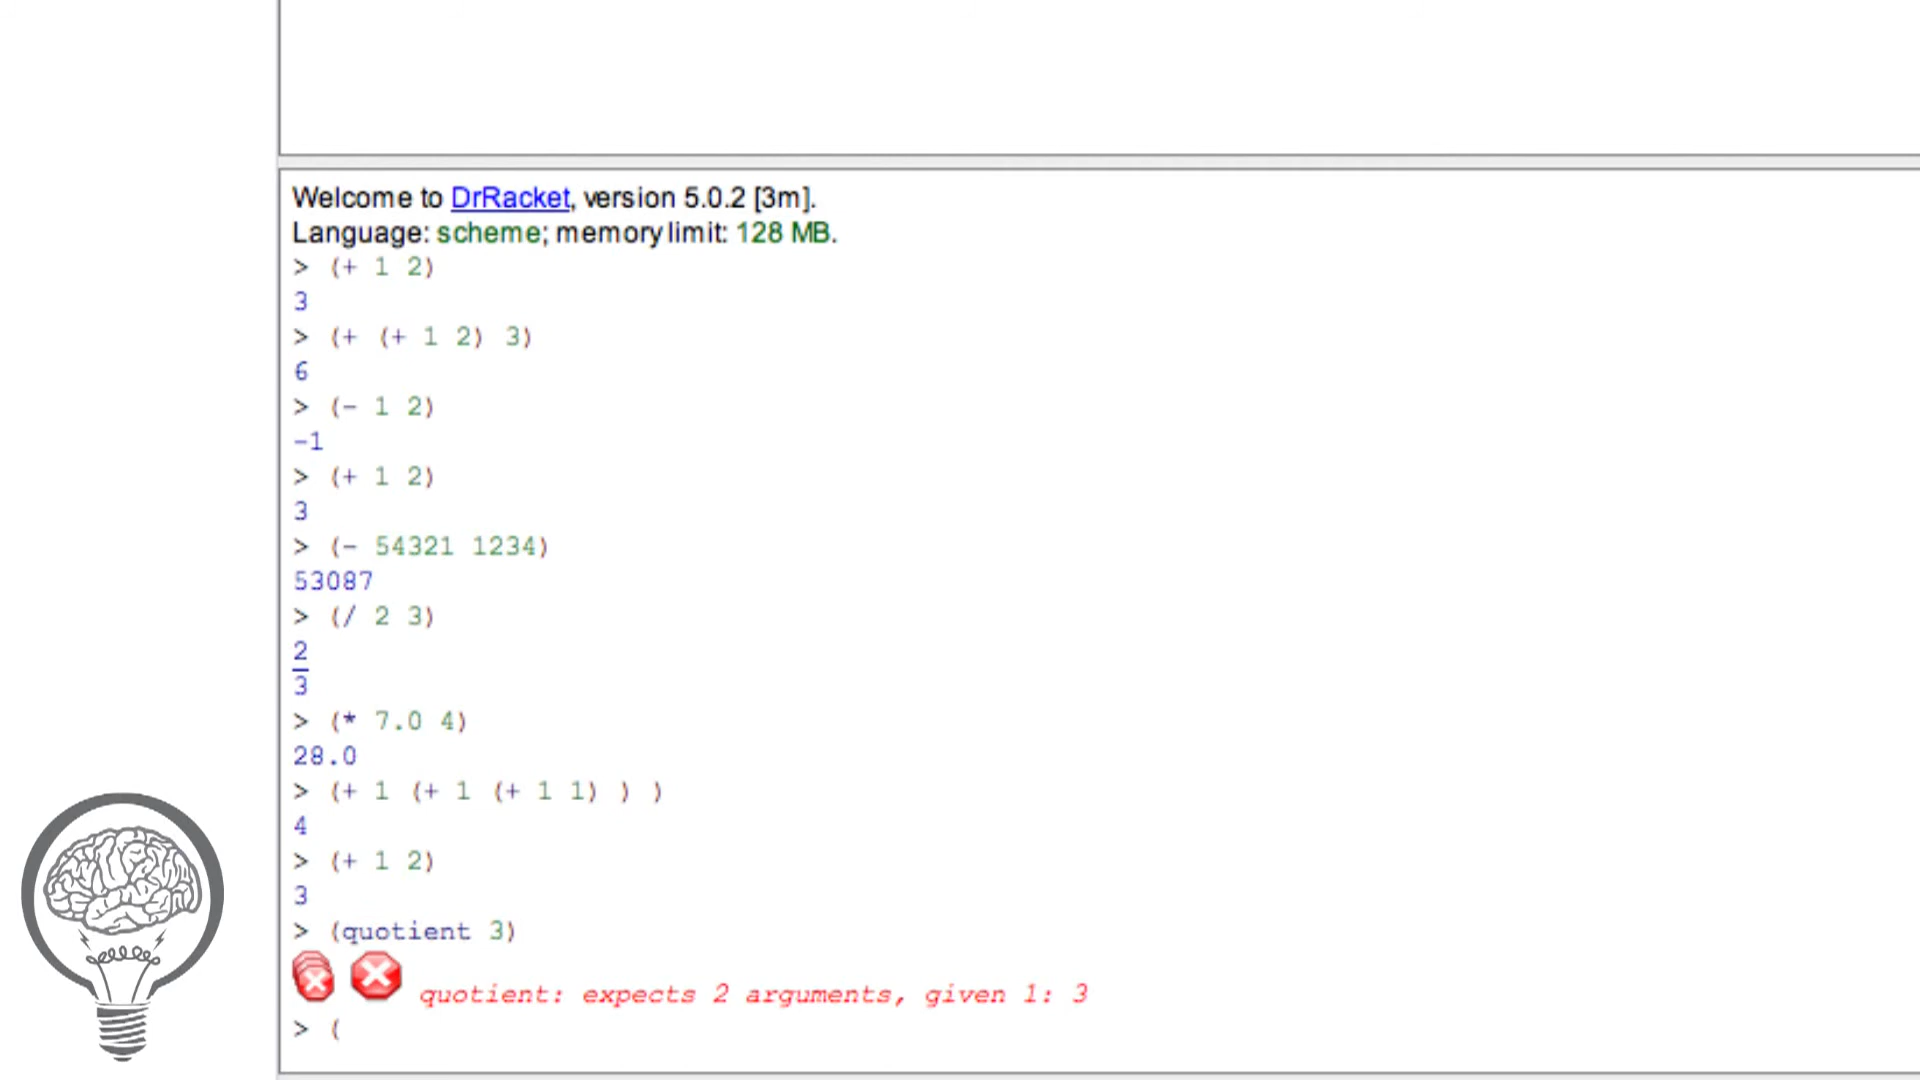 Welcome to DrRacket, version 5.0.2 [3m].
Language: scheme; memory limit: 128 MB.
> (+ 1 2)
3
> (+ (+ 1 2) 3)
6
> (- 1 2)
-1
> (+ 1 2)
3
> (- 54321 1234)
53087
> (/ 2 3)
2
3
> (* 7.0 4)
28.0
> (+ 1 (+ 1 (+ 1 1) ) )
4
> (+ 1 2)
3
> (quotient 3)
quotient: expects 2 arguments, given 1: 3
> (